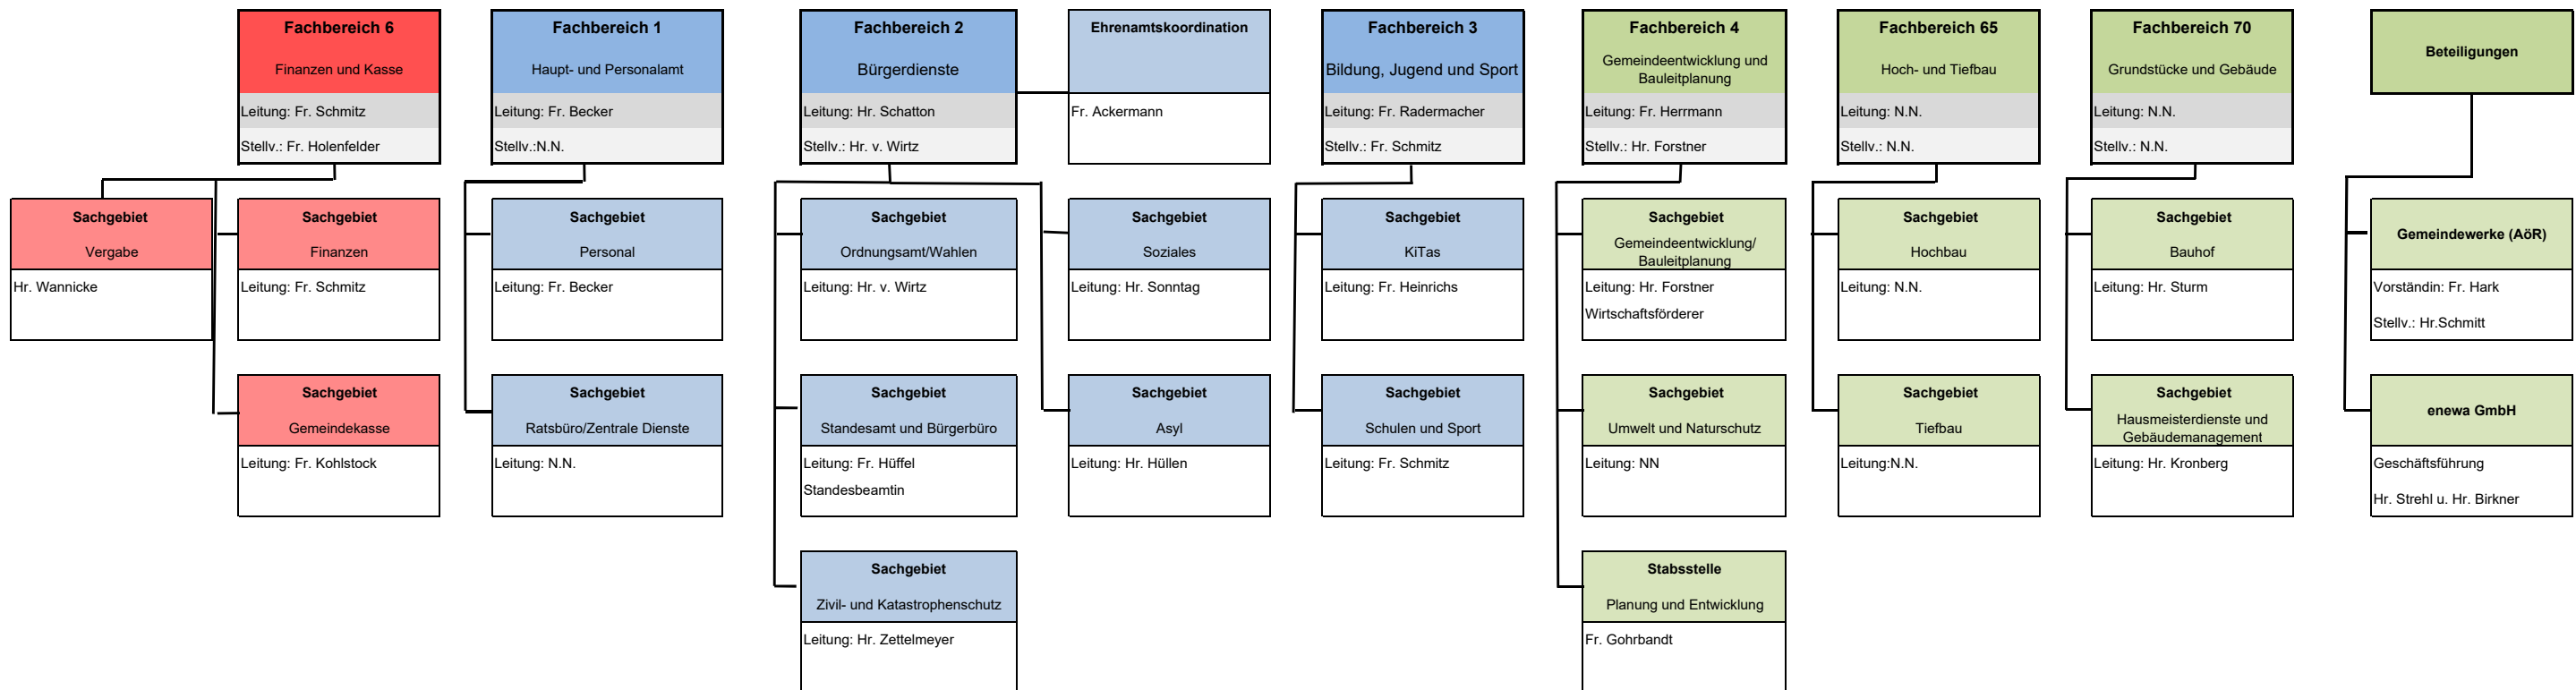 Fachbereich 6
Finanzen und Kasse
Leitung: Fr. Schmitz
Stellv.: Fr. Holenfelder
Fachbereich 1
Haupt- und Personalamt
Leitung: Fr. Becker
Stellv.:N.N.
Fachbereich 2
Bürgerdienste
Leitung: Hr. Schatton
Stellv.: Hr. v. Wirtz
Ehrenamtskoordination
Fr. Ackermann
Fachbereich 3
Bildung, Jugend und Sport
Leitung: Fr. Radermacher
Stellv.: Fr. Schmitz
Fachbereich 4
Gemeindeentwicklung und
Bauleitplanung
Leitung: Fr. Herrmann
Stellv.: Hr. Forstner
Fachbereich 65
Hoch- und Tiefbau
Leitung: N.N.
Stellv.: N.N.
Fachbereich 70
Grundstücke und Gebäude
Leitung: N.N.
Stellv.: N.N.
Beteiligungen
Sachgebiet
Vergabe
Hr. Wannicke
Sachgebiet
Finanzen
Leitung: Fr. Schmitz
Sachgebiet
Personal
Leitung: Fr. Becker
Sachgebiet
Ordnungsamt/Wahlen
Leitung: Hr. v. Wirtz
Sachgebiet
Soziales
Leitung: Hr. Sonntag
Sachgebiet
KiTas
Leitung: Fr. Heinrichs
Sachgebiet
Gemeindeentwicklung/
Bauleitplanung
Leitung: Hr. Forstner
Wirtschaftsförderer
Sachgebiet
Hochbau
Leitung: N.N.
Sachgebiet
Bauhof
Leitung: Hr. Sturm
Gemeindewerke (AöR)
Vorständin: Fr. Hark
Stellv.: Hr.Schmitt
Sachgebiet
Gemeindekasse
Leitung: Fr. Kohlstock
Sachgebiet
Ratsbüro/Zentrale Dienste
Leitung: N.N.
Sachgebiet
Standesamt und Bürgerbüro
Leitung: Fr. Hüffel
Standesbeamtin
Sachgebiet
Asyl
Leitung: Hr. Hüllen
Sachgebiet
Schulen und Sport
Leitung: Fr. Schmitz
Sachgebiet
Umwelt und Naturschutz
Leitung: NN
Sachgebiet
Tiefbau
Leitung:N.N.
Sachgebiet
Hausmeisterdienste und
Gebäudemanagement
Leitung: Hr. Kronberg
enewa GmbH
Geschäftsführung
Hr. Strehl u. Hr. Birkner
Sachgebiet
Zivil- und Katastrophenschutz
Leitung: Hr. Zettelmeyer
Stabsstelle
Planung und Entwicklung
Fr. Gohrbandt